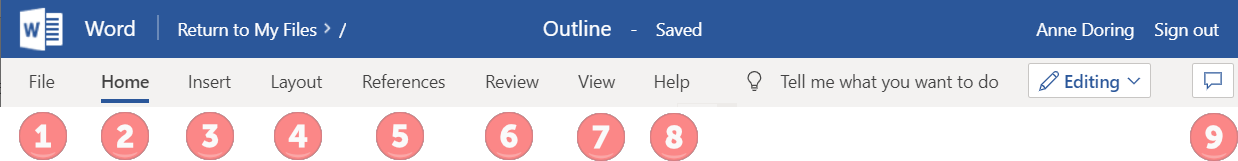 W Word Return to My Files > / Outline - Saved Anne Doring Sign out
File Home Insert Layout References Review View Help Tell me what you want to do Editing
1 2 3 4 5 6 7 8 9